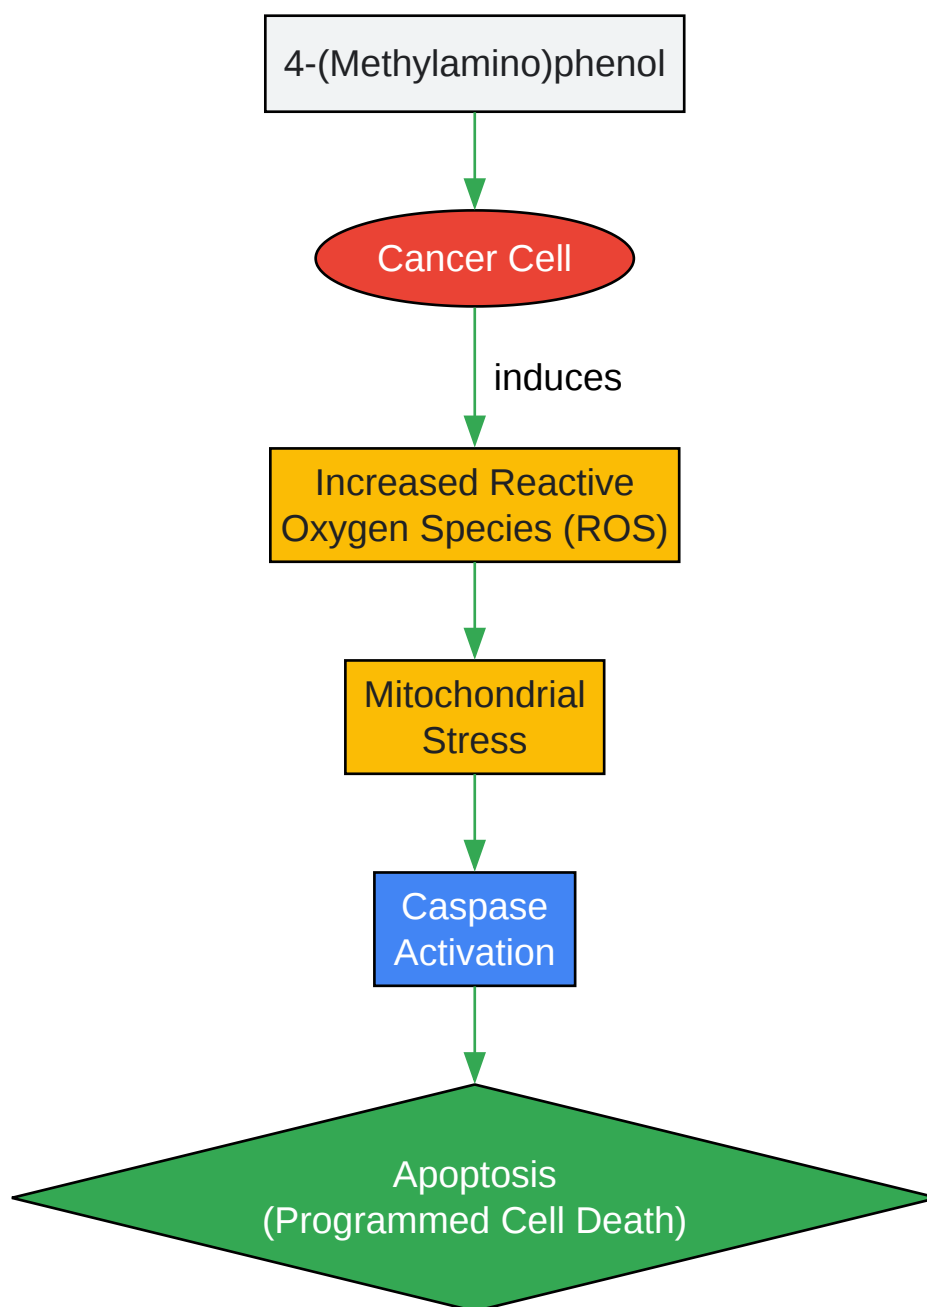 4-(Methylamino)phenol
Cancer Cell
induces
Increased Reactive
Oxygen Species (ROS)
Mitochondrial
Stress
Caspase
Activation
Apoptosis
(Programmed Cell Death)